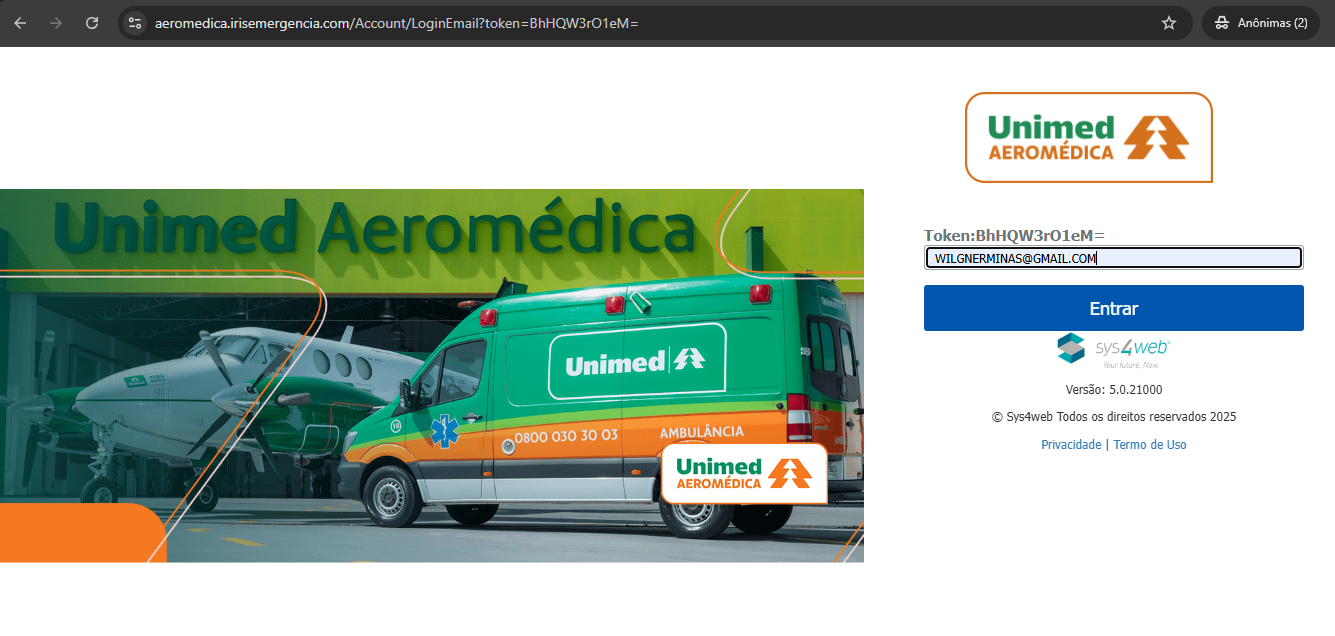 aeromedica.irisemergencia.com/Account/LoginEmail?token=BhHQW3rO1eM=
Anônimas (2)
Unimed
AEROMÉDICA
Unimed Aeromédica
Token:BhHQW3rO1eM=
WILGNERMINAS@GMAIL.COM
Entrar
sys4web
Your future. Now.
Versão: 5.0.21000
© Sys4web Todos os direitos reservados 2025
Privacidade | Termo de Uso
Unimed
18
0800 030 30 03
AMBULÂNCIA
Unimed
AEROMÉDICA